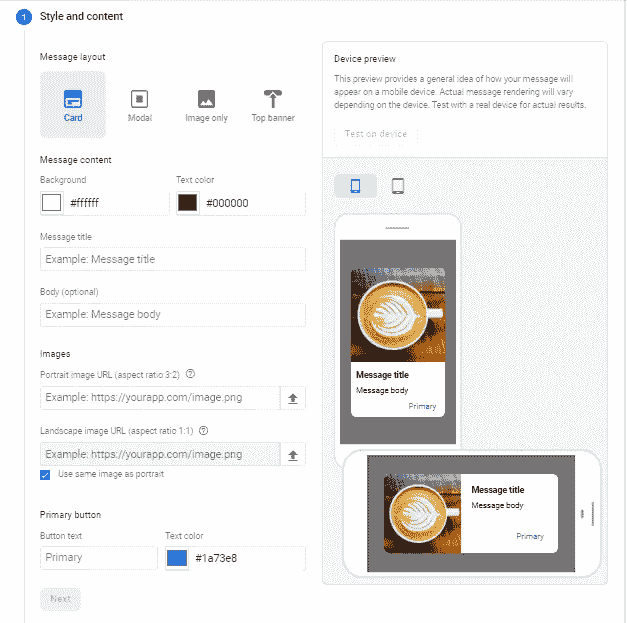 1 Style and content
Message layout
Card
Modal
Image only
Top banner
Message content
Background
Text color
#ffffff
#000000
Message title
Example: Message title
Body (optional)
Example: Message body
Images
Portrait image URL (aspect ratio 3:2)
Example: https://yourapp.com/image.png
Landscape image URL (aspect ratio 1:1)
Example: https://yourapp.com/image.png
Use same image as portrait
Primary button
Button text
Text color
Primary
#1a73e8
Next
Device preview
This preview provides a general idea of how your message will
appear on a mobile device. Actual message rendering will vary
depending on the device. Test with a real device for actual results.
Test on device
Message title
Message body
Primary
Message title
Message body
Primary